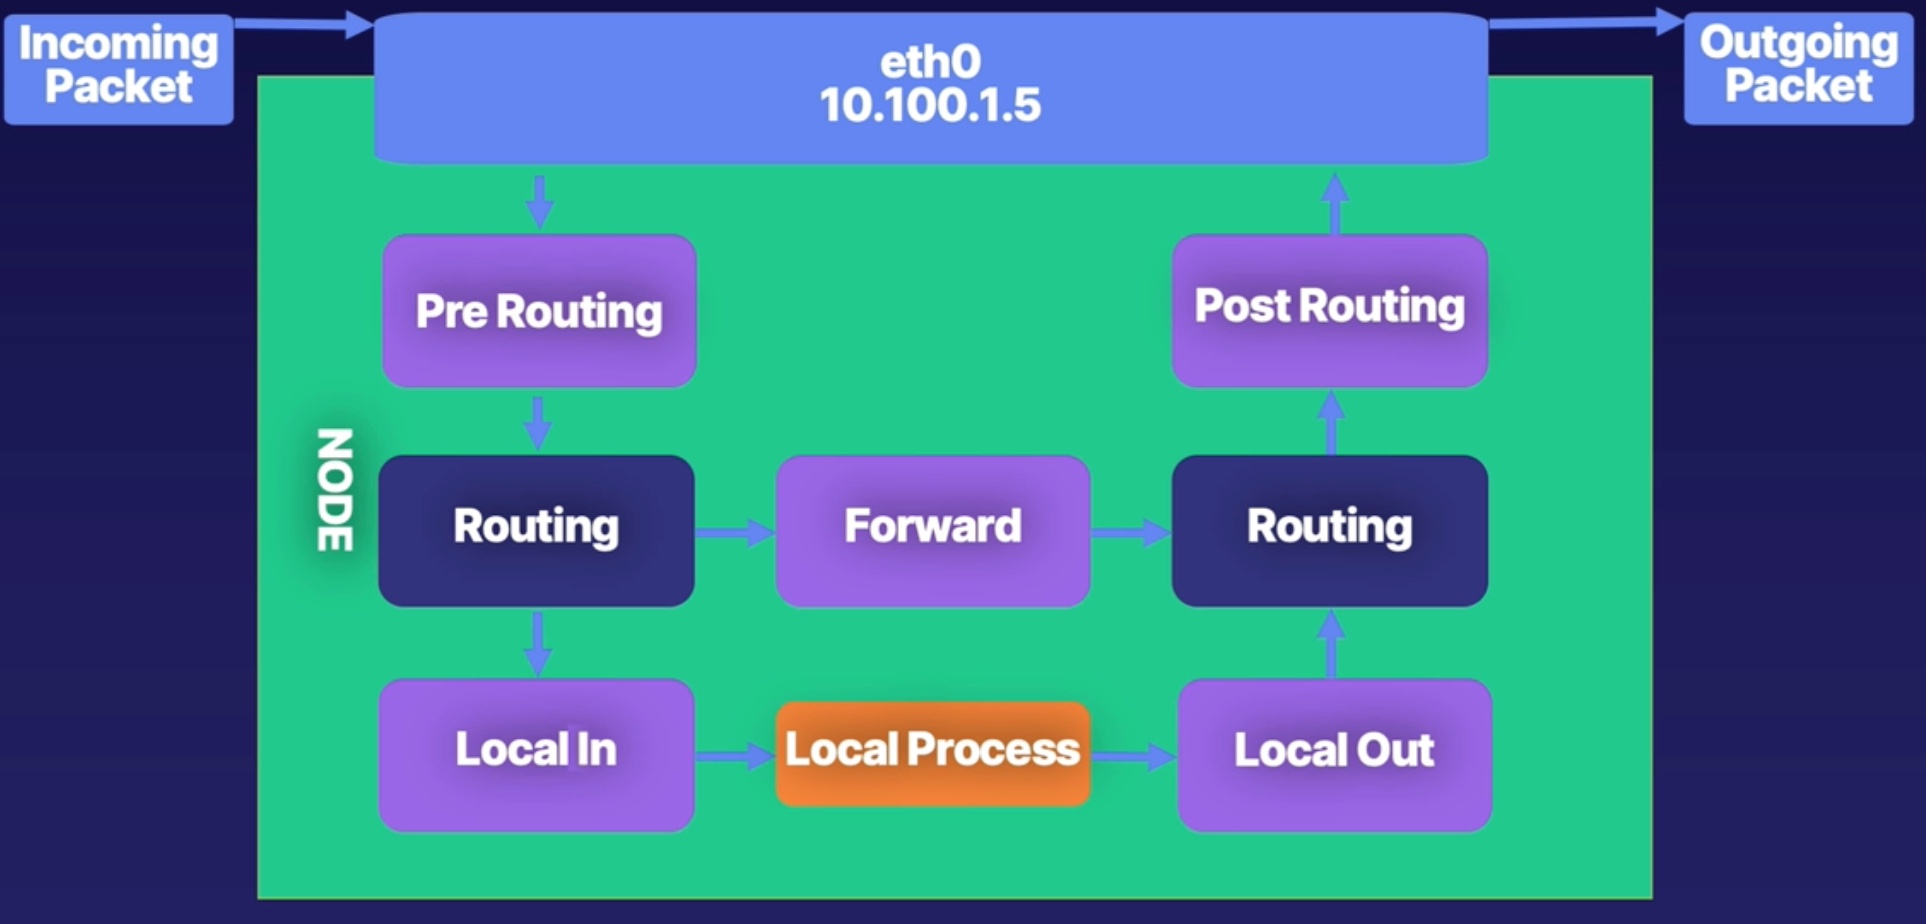 Incoming
Packet
eth0
10.100.1.5
Outgoing
Packet
Pre Routing
Post Routing
NODE
Routing
Forward
Routing
Local In
Local Process
Local Out